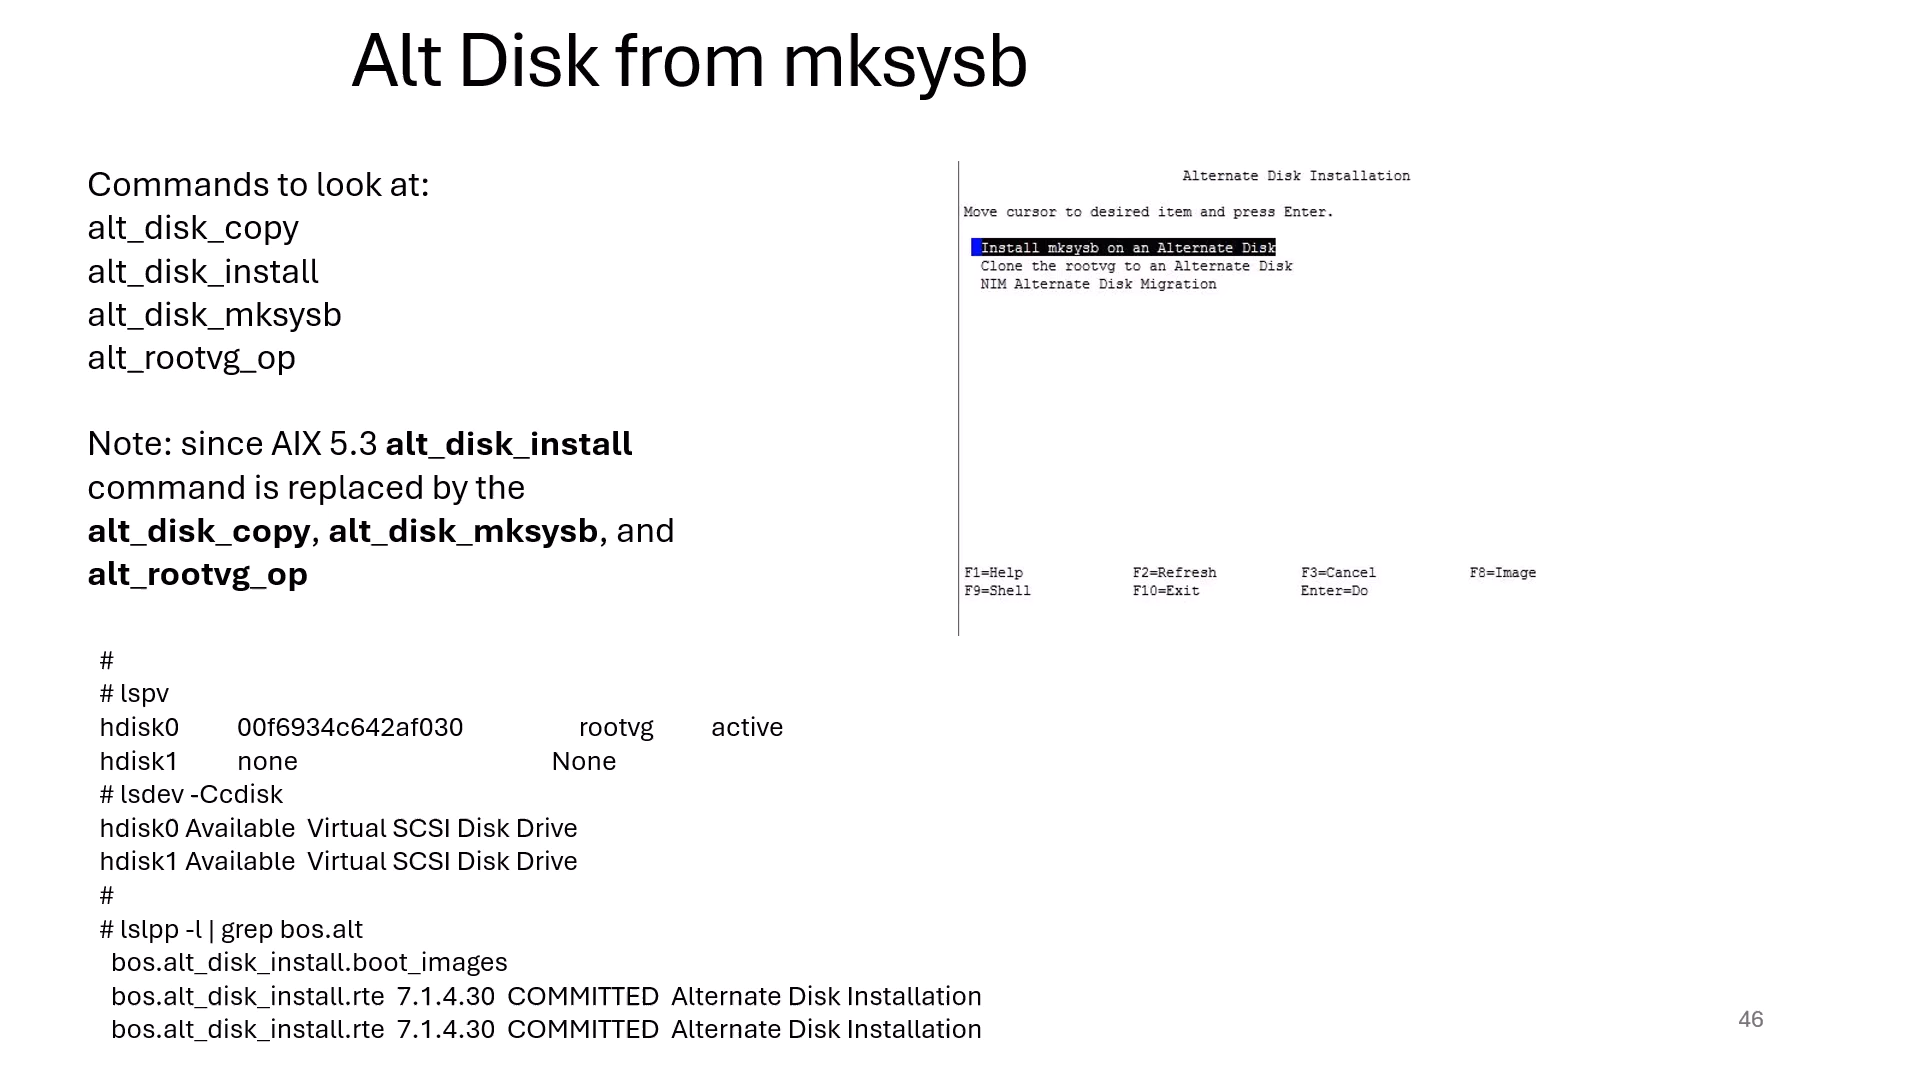 Alt Disk from mksysb
Commands to look at:
alt_disk_copy
alt_disk_install
alt_disk_mksysb
alt_rootvg_op
Note: since AIX 5.3 alt_disk_install
command is replaced by the
alt_disk_copy, alt_disk_mksysb, and
alt_rootvg_op
Alternate Disk Installation
Move cursor to desired item and press Enter.
Install mksysb on an Alternate Disk
Clone the rootvg to an Alternate Disk
NIM Alternate Disk Migration
F1=Help F2=Refresh F3=Cancel F8=Image
F9=Shell F10=Exit Enter=Do
#
# lspv
hdisk0 00f6934c642af030 rootvg active
hdisk1 none None
# lsdev -Ccdisk
hdisk0 Available Virtual SCSI Disk Drive
hdisk1 Available Virtual SCSI Disk Drive
#
# lslpp -l | grep bos.alt
bos.alt_disk_install.boot_images
bos.alt_disk_install.rte 7.1.4.30 COMMITTED Alternate Disk Installation
bos.alt_disk_install.rte 7.1.4.30 COMMITTED Alternate Disk Installation
46